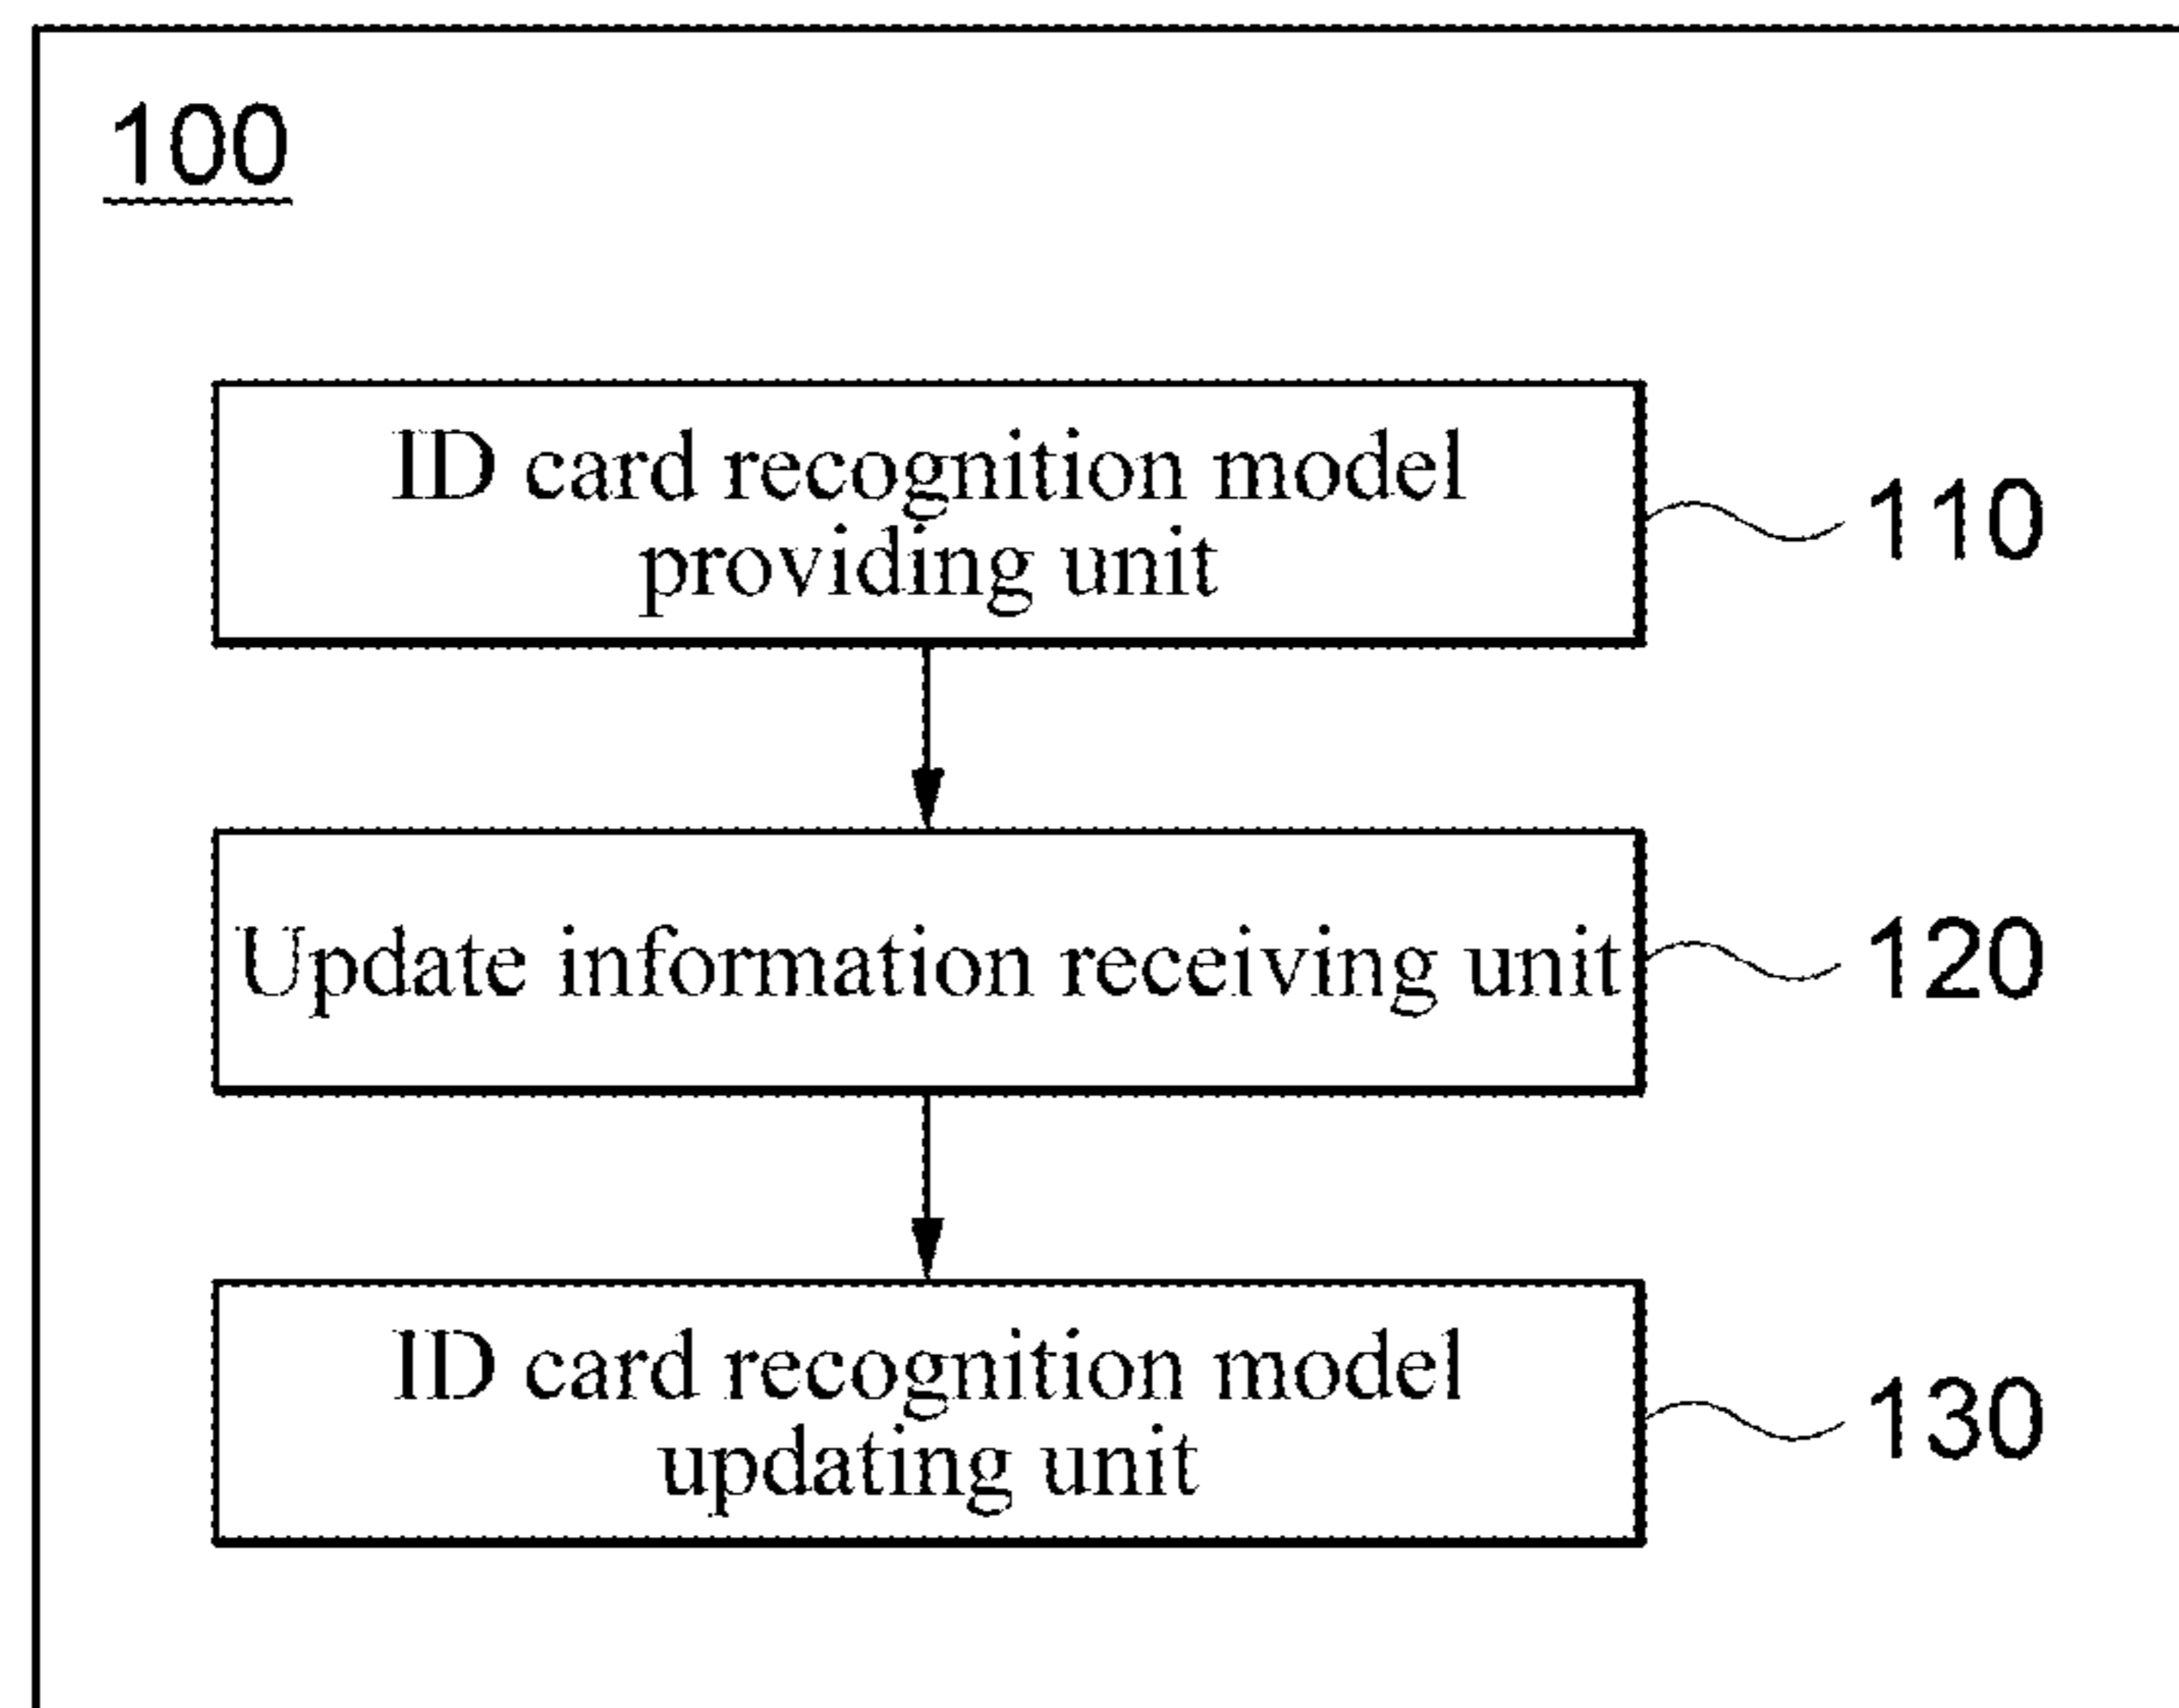 100
ID card recognition model
providing unit
110
Update information receiving unit
120
ID card recognition model
updating unit
130